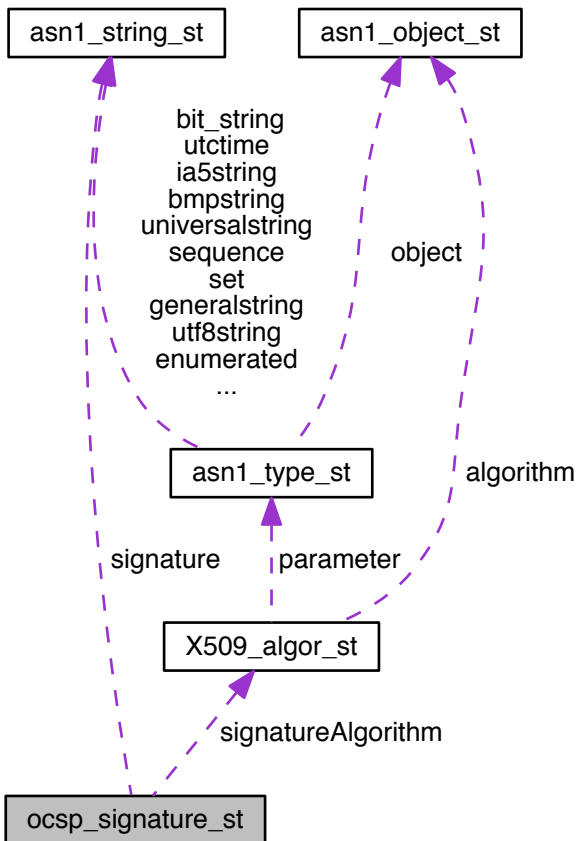 asn1_string_st
asn1_object_st
bit_string
utctime
ia5string
bmpstring
universalstring
sequence
set
generalstring
utf8string
enumerated
...
object
asn1_type_st
algorithm
signature
parameter
X509_algor_st
signatureAlgorithm
ocsp_signature_st